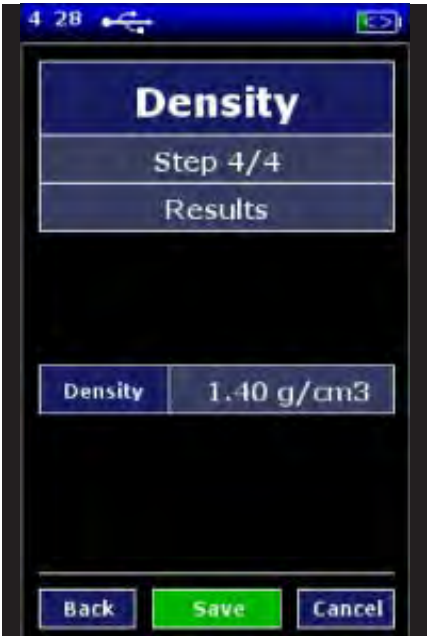 4 28
Density
Step 4/4
Results
Density 1.40 g/cm3
Back Save Cancel